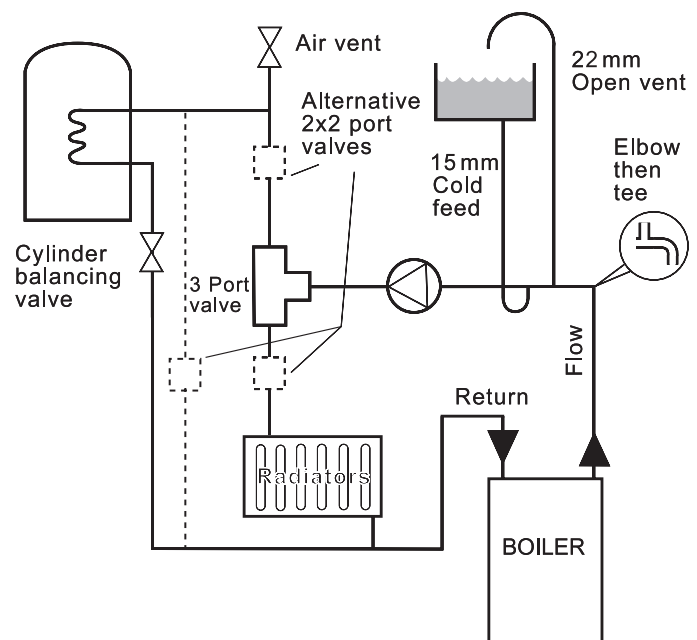 Air vent
22 mm
Open vent
Alternative
2x2 port
valves
Elbow
then
tee
15 mm
Cold
feed
Cylinder
balancing
valve
3 Port
valve
Flow
Return
Radiators
BOILER